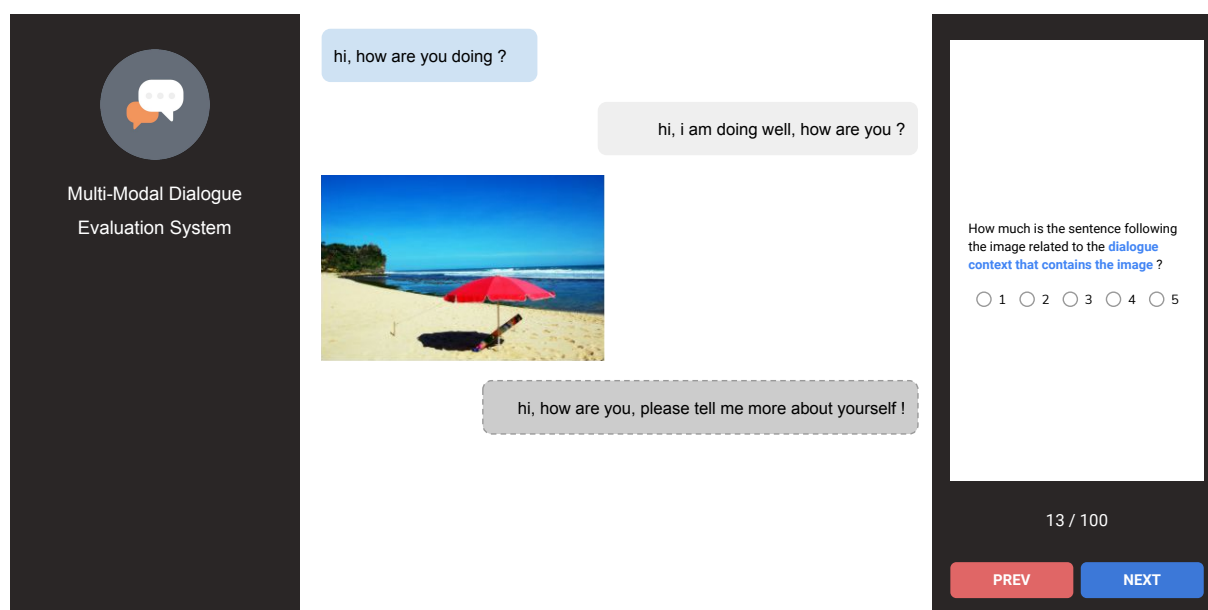 Multi-Modal Dialogue
Evaluation System
hi, how are you doing ?
hi, i am doing well, how are you ?
hi, how are you, please tell me more about yourself !
How much is the sentence following
the image related to the dialogue
context that contains the image ?
1 2 3 4 5
13 / 100
PREV NEXT